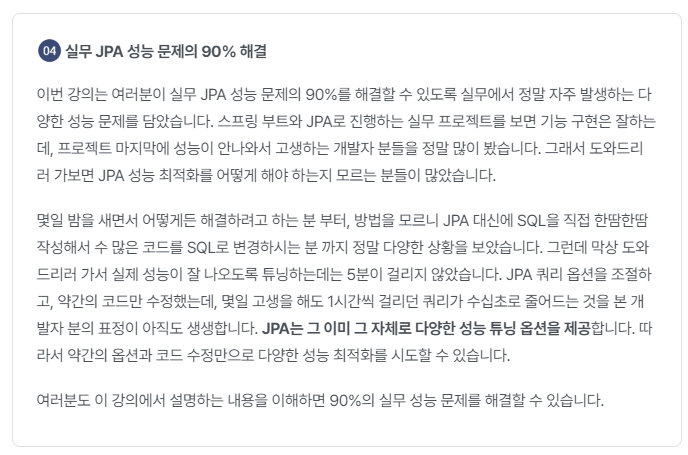 04 실무 JPA 성능 문제의 90% 해결
이번 강의는 여러분이 실무 JPA 성능 문제의 90%를 해결할 수 있도록 실무에서 정말 자주 발생하는 다
양한 성능 문제를 담았습니다. 스프링 부트와 JPA로 진행하는 실무 프로젝트를 보면 기능 구현은 잘하는
데, 프로젝트 마지막에 성능이 안나와서 고생하는 개발자 분들을 정말 많이 봤습니다. 그래서 도와드리
러 가보면 JPA 성능 최적화를 어떻게 해야 하는지 모르는 분들이 많았습니다.
몇일 밤을 새면서 어떻게든 해결하려고 하는 분 부터, 방법을 모르니 JPA 대신에 SQL을 직접 한땀한땀
작성해서 수 많은 코드를 SQL로 변경하시는 분 까지 정말 다양한 상황을 보았습니다. 그런데 막상 도와
드리러 가서 실제 성능이 잘 나오도록 튜닝하는데는 5분이 걸리지 않았습니다. JPA 쿼리 옵션을 조절하
고, 약간의 코드만 수정했는데, 몇일 고생을 해도 1시간씩 걸리던 쿼리가 수십초로 줄어드는 것을 본 개
발자 분의 표정이 아직도 생생합니다. JPA는 그 이미 그 자체로 다양한 성능 튜닝 옵션을 제공합니다. 따
라서 약간의 옵션과 코드 수정만으로 다양한 성능 최적화를 시도할 수 있습니다.
여러분도 이 강의에서 설명하는 내용을 이해하면 90%의 실무 성능 문제를 해결할 수 있습니다.